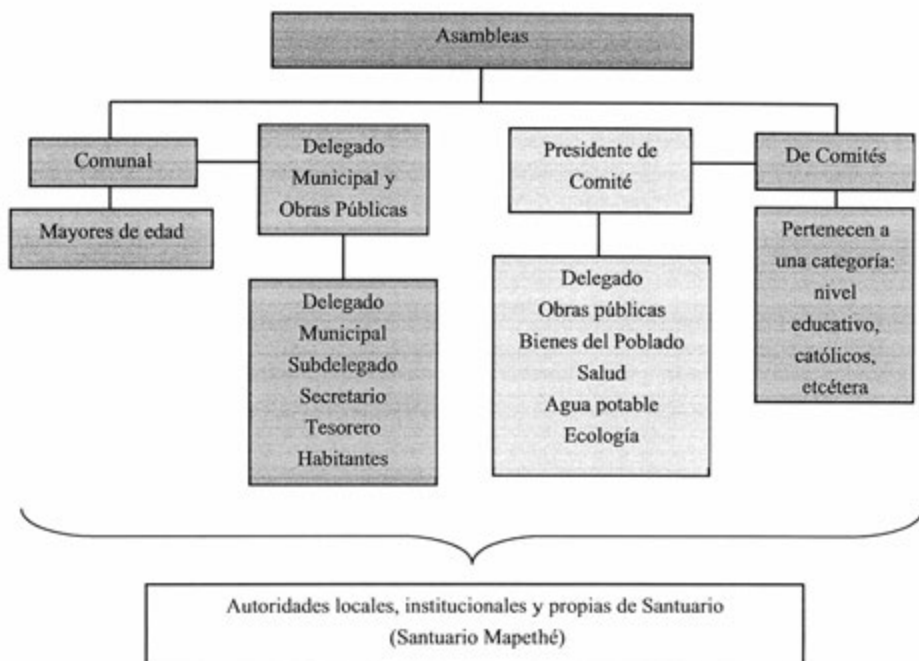 Asambleas
Comunal
Mayores de edad
Delegado
Municipal y
Obras Públicas
Delegado
Municipal
Subdelegado
Secretario
Tesorero
Habitantes
Presidente de
Comité
Delegado
Obras públicas
Bienes del Poblado
Salud
Agua potable
Ecología
De Comités
Pertenecen a
una categoría:
nivel
educativo,
católicos,
etcétera
Autoridades locales, institucionales y propias de Santuario
(Santuario Mapethé)